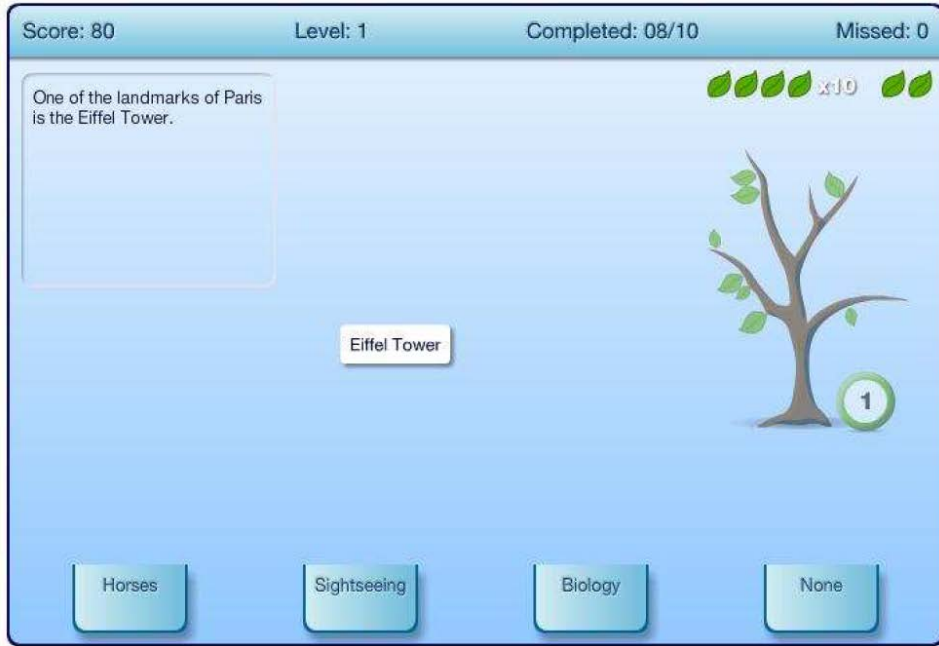 Score: 80 Level: 1 Completed: 08/10 Missed: 0
One of the landmarks of Paris
is the Eiffel Tower.
x10
Eiffel Tower
1
Horses Sightseeing Biology None